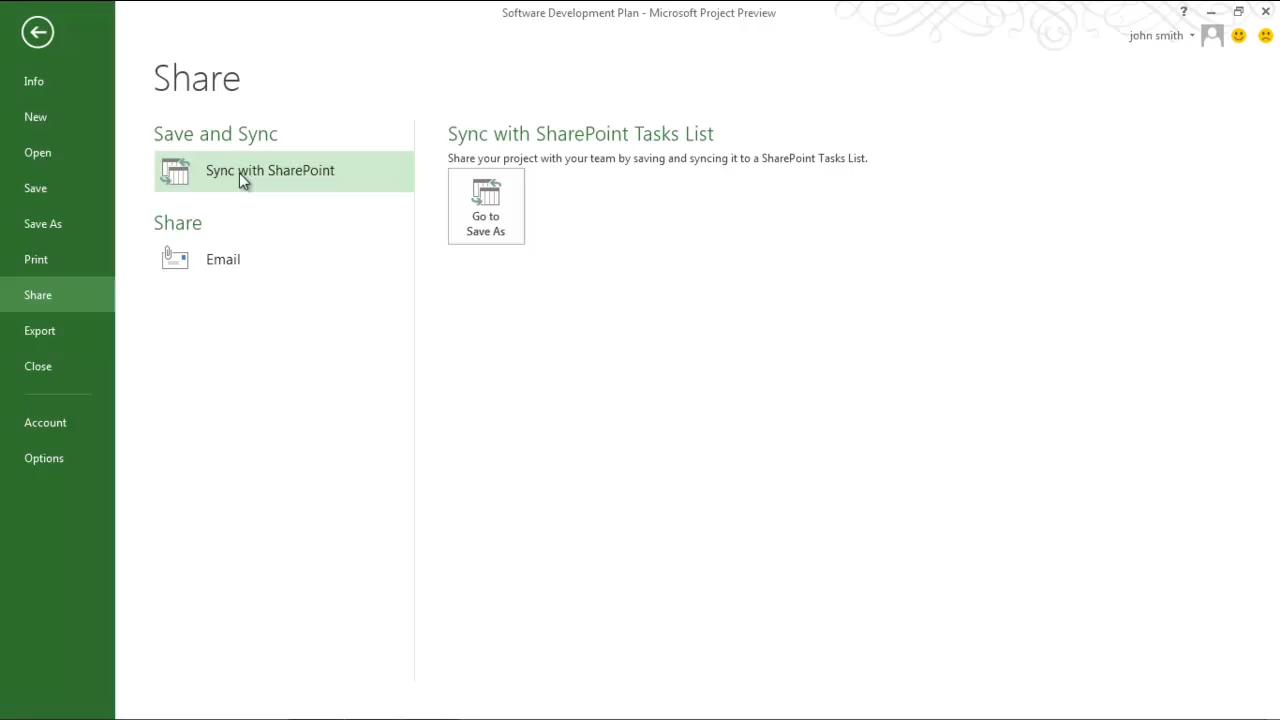 Software Development Plan - Microsoft Project Preview
?
john smith
Info
New
Open
Save
Save As
Print
Share
Export
Close
Account
Options
Share
Save and Sync
Sync with SharePoint
Share
Email
Sync with SharePoint Tasks List
Share your project with your team by saving and syncing it to a SharePoint Tasks List.
Go to
Save As